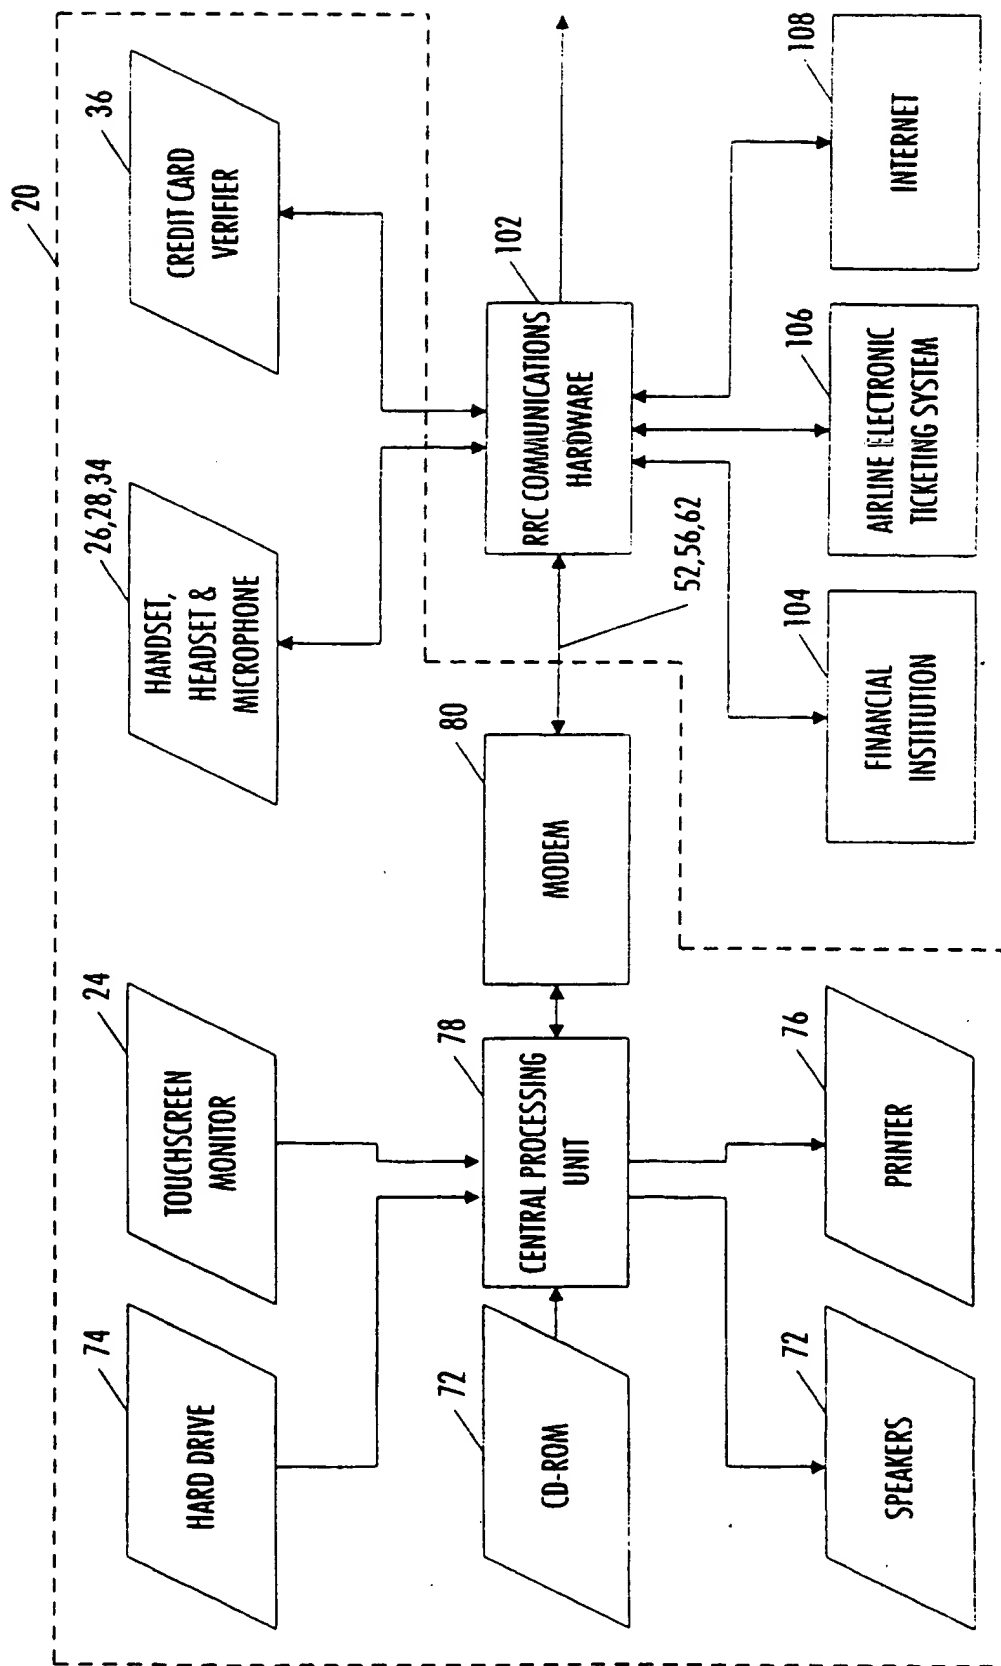 20
74
HARD DRIVE
24
TOUCHSCREEN
MONITOR
26,28,34
HANDSET,
HEADSET &
MICROPHONE
36
CREDIT CARD
VERIFIER
72
CD-ROM
78
CENTRAL PROCESSING
UNIT
80
MODEM
52,56,62
102
RRC COMMUNICATIONS
HARDWARE
72
SPEAKERS
76
PRINTER
104
FINANCIAL
INSTITUTION
106
AIRLINE ELECTRONIC
TICKETING SYSTEM
108
INTERNET